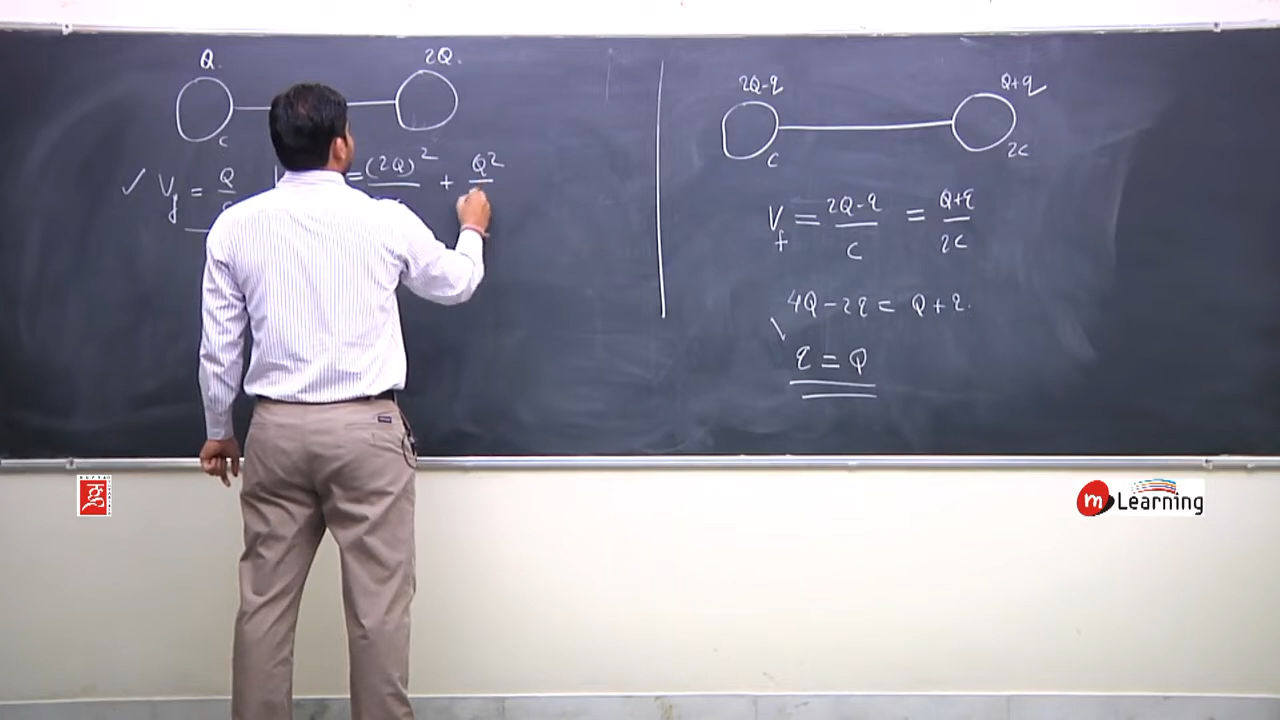 Q.
2Q.
C
✓ V_f = Q
= (2Q)² + Q²
2Q-q
Q+q
C
2C
V_f = 2Q-q / C = Q+q / 2C
4Q-2q = Q+q.
q = Q
m Learning